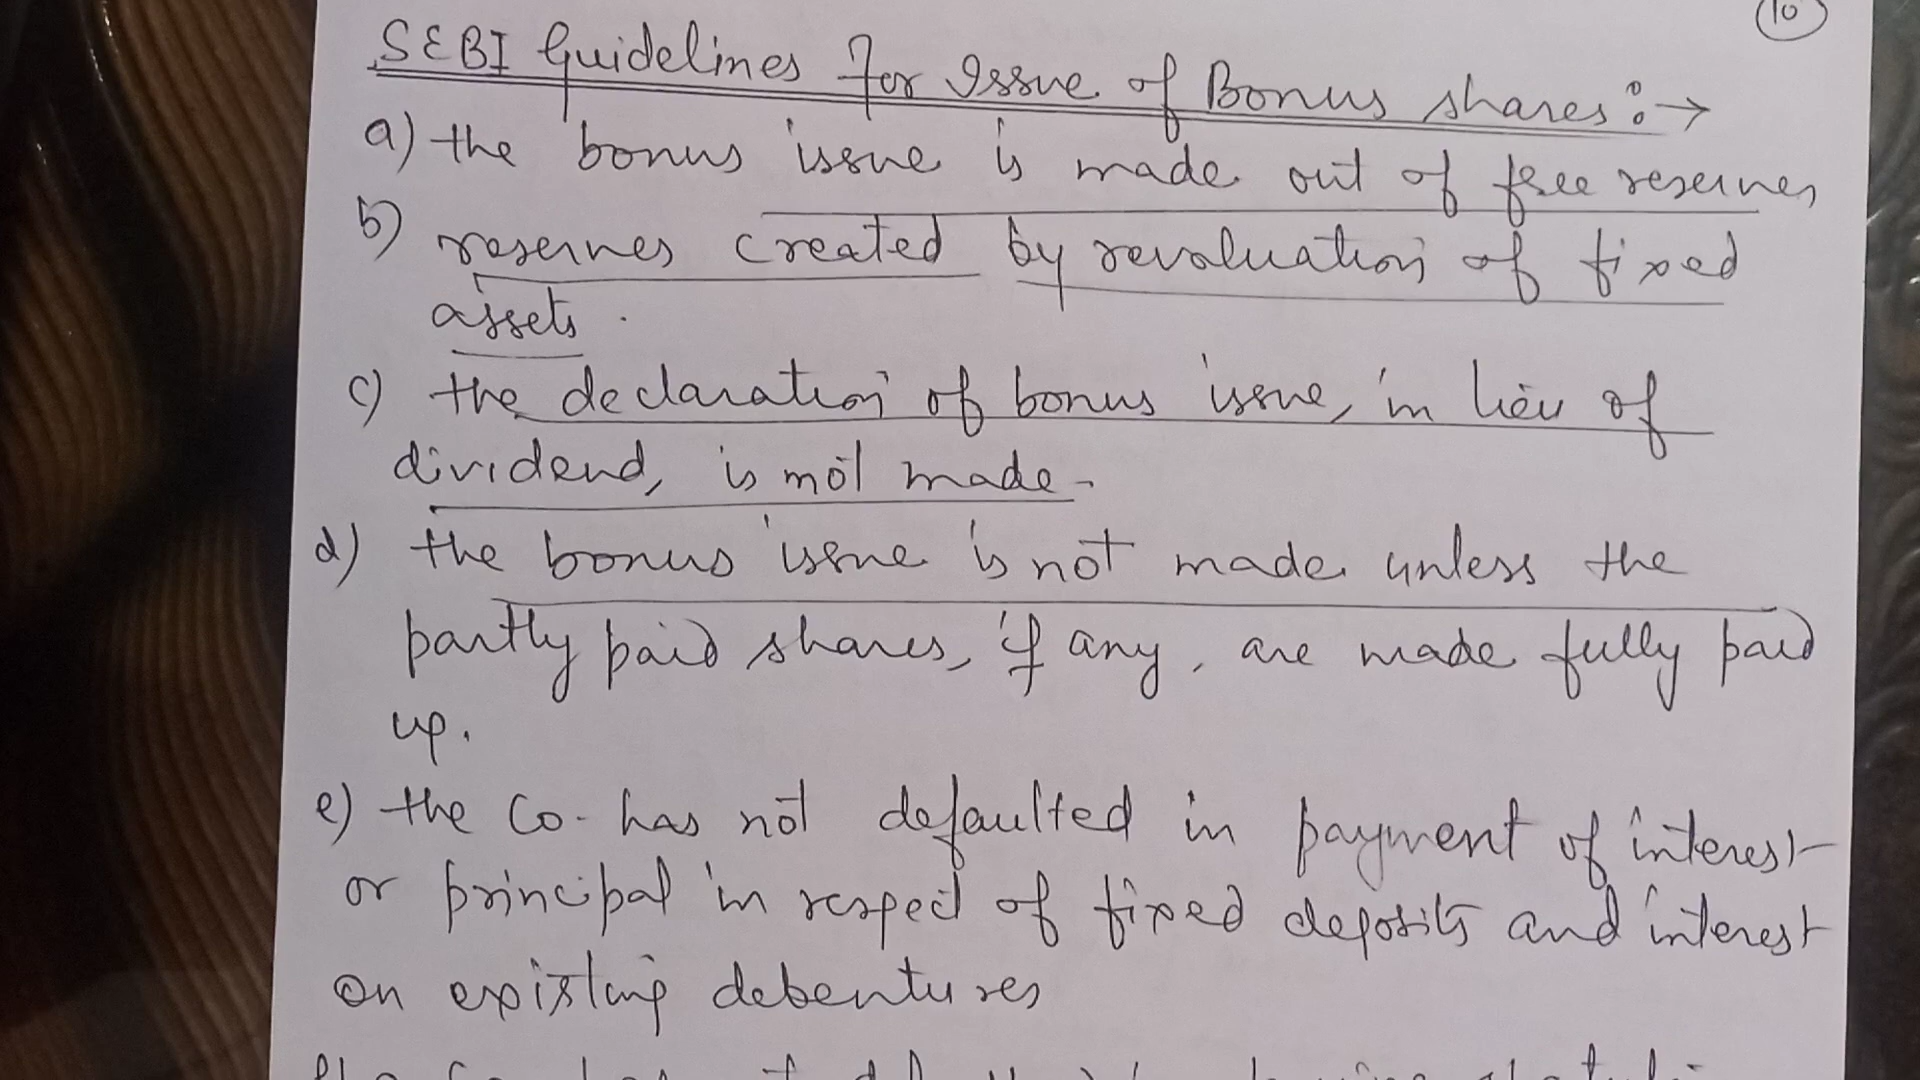 10
SEBI Guidelines For Issue of Bonus shares :→
a) the bonus issue is made out of free reserves
b) reserves created by revaluation of fixed
assets.
c) the declaration of bonus issue, in lieu of
dividend, is not made.
d) the bonus issue is not made unless the
partly paid shares, if any, are made fully paid
up.
e) the Co. has not defaulted in payment of interest
or principal in respect of fixed deposits and interest
on existing debentures